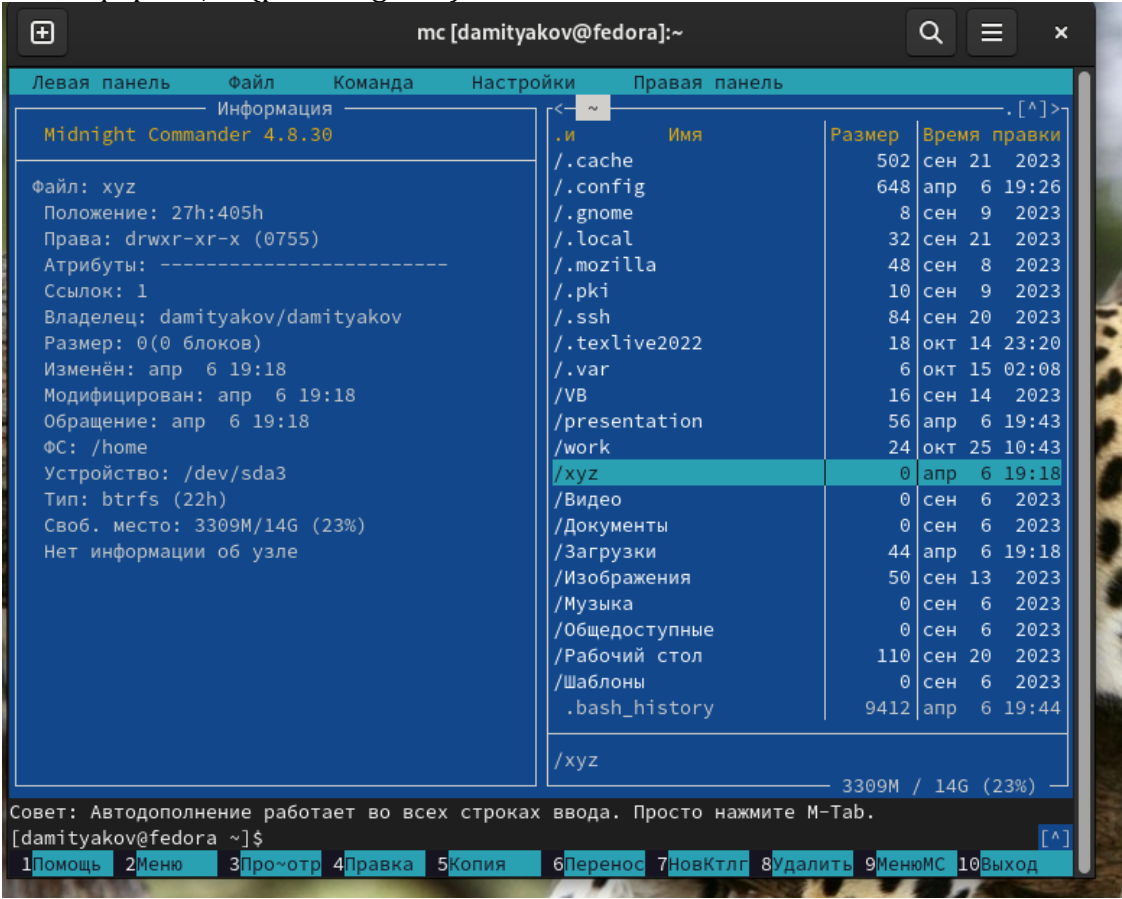 mc [damityakov@fedora]:~
Левая панель Файл Команда Настройки Правая панель
Информация
Midnight Commander 4.8.30
Файл: xyz
Положение: 27h:405h
Права: drwxr-xr-x (0755)
Атрибуты: -------------------------
Ссылок: 1
Владелец: damityakov/damityakov
Размер: 0(0 блоков)
Изменён: апр 6 19:18
Модифицирован: апр 6 19:18
Обращение: апр 6 19:18
ФС: /home
Устройство: /dev/sda3
Тип: btrfs (22h)
Своб. место: 3309M/14G (23%)
Нет информации об узле
<- ~ .[^]>
.и Имя Размер Время правки
/.cache 502 сен 21 2023
/.config 648 апр 6 19:26
/.gnome 8 сен 9 2023
/.local 32 сен 21 2023
/.mozilla 48 сен 8 2023
/.pki 10 сен 9 2023
/.ssh 84 сен 20 2023
/.texlive2022 18 окт 14 23:20
/.var 6 окт 15 02:08
/VB 16 сен 14 2023
/presentation 56 апр 6 19:43
/work 24 окт 25 10:43
/xyz 0 апр 6 19:18
/Видео 0 сен 6 2023
/Документы 0 сен 6 2023
/Загрузки 44 апр 6 19:18
/Изображения 50 сен 13 2023
/Музыка 0 сен 6 2023
/Общедоступные 0 сен 6 2023
/Рабочий стол 110 сен 20 2023
/Шаблоны 0 сен 6 2023
.bash_history 9412 апр 6 19:44
/xyz
3309M / 14G (23%)
Совет: Автодополнение работает во всех строках ввода. Просто нажмите M-Tab.
[damityakov@fedora ~]$ [^]
1Помощь 2Меню 3Про~отр 4Правка 5Копия 6Перенос 7НовКтлг 8Удалить 9МенюMC 10Выход